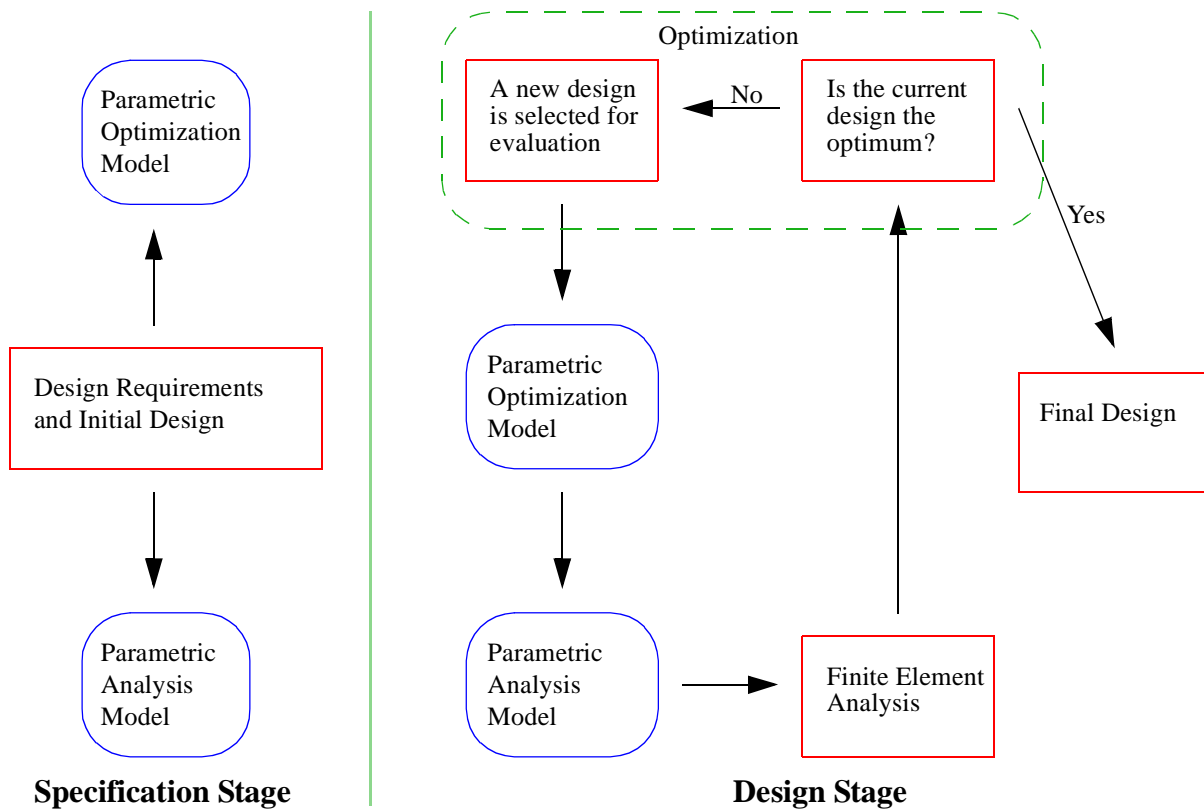 Parametric
Optimization
Model
Design Requirements
and Initial Design
Parametric
Analysis
Model
Specification Stage
Optimization
A new design
is selected for
evaluation
No
Is the current
design the
optimum?
Yes
Parametric
Optimization
Model
Final Design
Parametric
Analysis
Model
Finite Element
Analysis
Design Stage